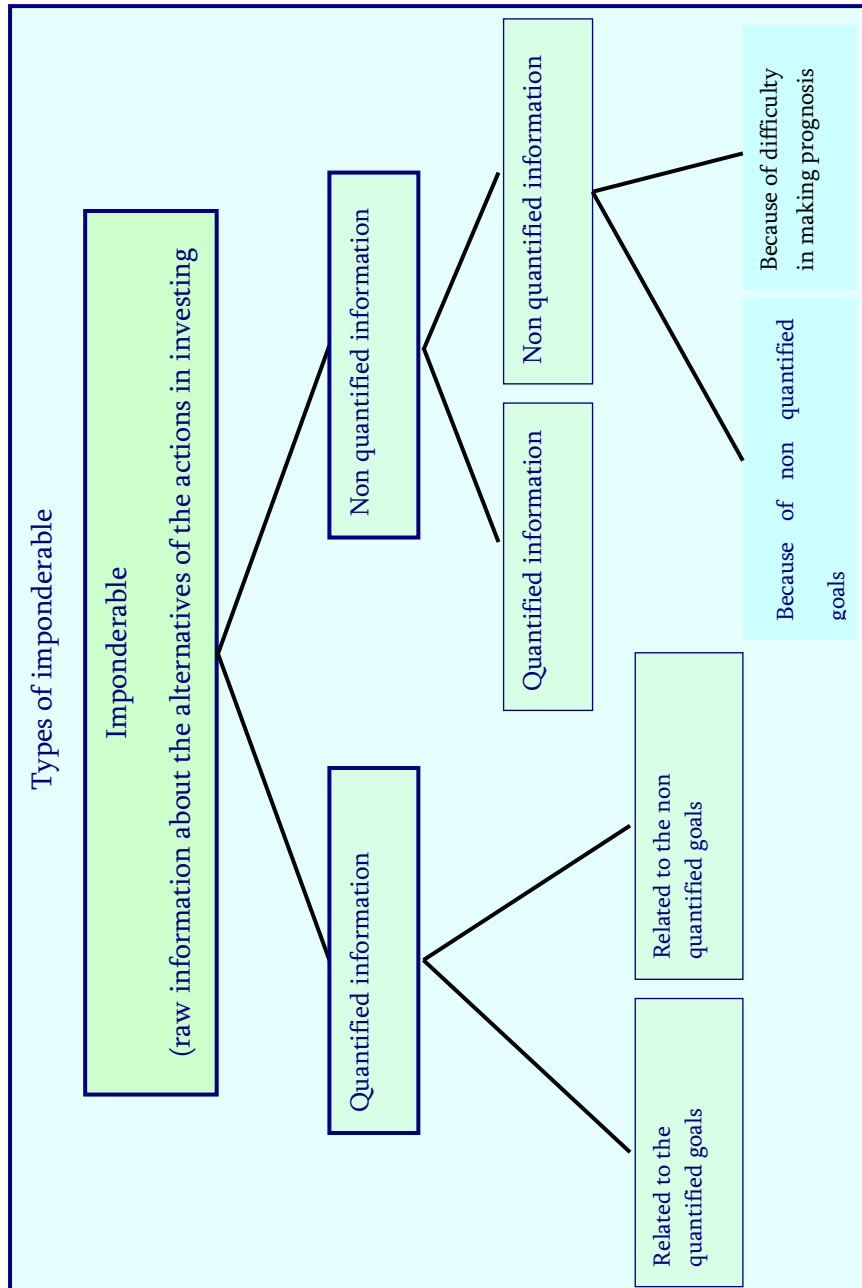 Types of imponderable
Imponderable
(raw information about the alternatives of the actions in investing
Quantified information
Non quantified information
Quantified information
Non quantified information
Related to the
quantified goals
Related to the non
quantified goals
Because of non quantified
goals
Because of difficulty
in making prognosis